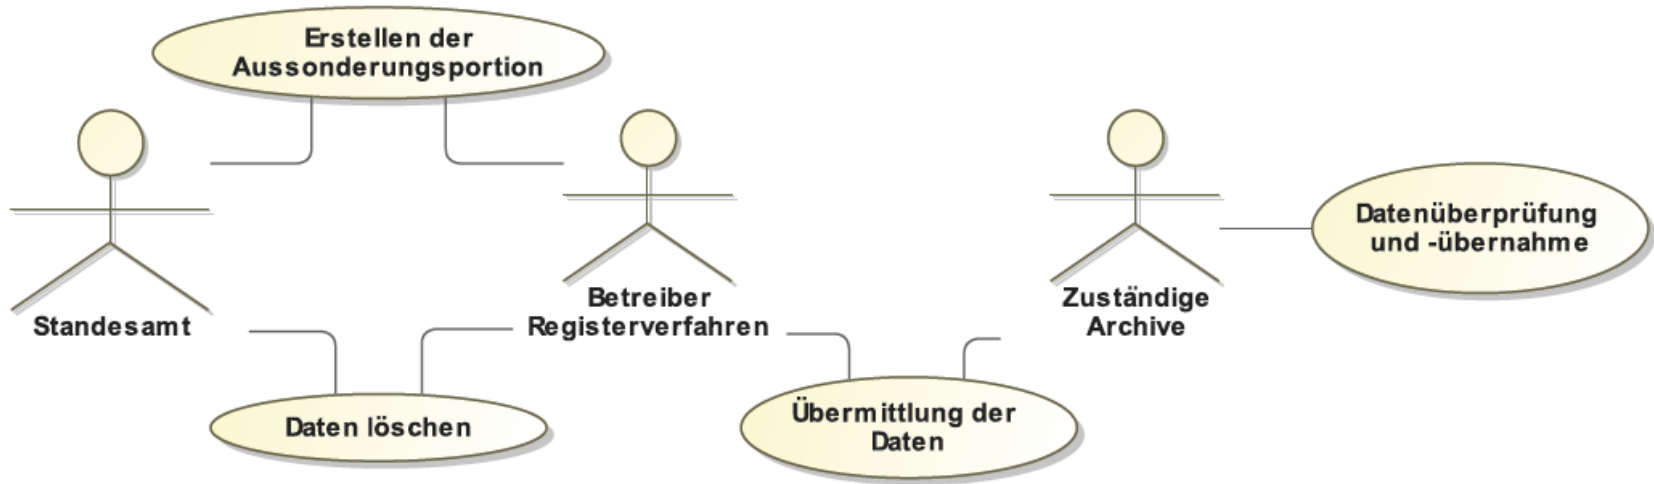 Erstellen der
Aussonderungsportion
Datenüberprüfung
und -übernahme
Betreiber
Registerverfahren
Zuständige
Archive
Standesamt
Daten löschen
Übermittlung der
Daten